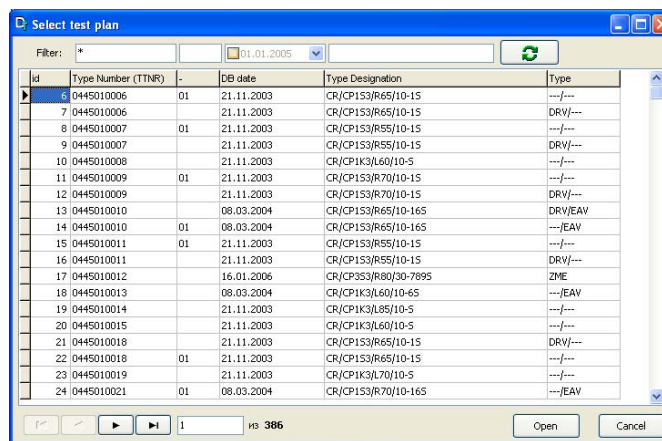 Select test plan
Filter: * 01.01.2005
id Type Number (TTNR) - DB date Type Designation Type
6 0445010006 01 21.11.2003 CR/CP1S3/R65/10-1S ---/---
7 0445010006 21.11.2003 CR/CP1S3/R65/10-1S DRV/---
8 0445010007 01 21.11.2003 CR/CP1S3/R55/10-1S ---/---
9 0445010007 21.11.2003 CR/CP1S3/R55/10-1S DRV/---
10 0445010008 21.11.2003 CR/CP1K3/L60/10-S ---/---
11 0445010009 01 21.11.2003 CR/CP1S3/R70/10-1S ---/---
12 0445010009 21.11.2003 CR/CP1S3/R70/10-1S DRV/---
13 0445010010 08.03.2004 CR/CP1S3/R65/10-16S DRV/EAV
14 0445010010 01 08.03.2004 CR/CP1S3/R65/10-16S ---/EAV
15 0445010011 01 21.11.2003 CR/CP1S3/R55/10-1S ---/---
16 0445010011 21.11.2003 CR/CP1S3/R55/10-1S DRV/---
17 0445010012 16.01.2006 CR/CP3S3/R80/30-789S ZME
18 0445010013 08.03.2004 CR/CP1K3/L60/10-6S ---/EAV
19 0445010014 21.11.2003 CR/CP1K3/L85/10-S ---/---
20 0445010015 21.11.2003 CR/CP1K3/L60/10-S ---/---
21 0445010018 21.11.2003 CR/CP1S3/R65/10-1S DRV/---
22 0445010018 01 21.11.2003 CR/CP1S3/R65/10-1S ---/---
23 0445010019 21.11.2003 CR/CP1K3/L70/10-S ---/---
24 0445010021 01 08.03.2004 CR/CP1S3/R70/10-16S ---/EAV
1 из 386 Open Cancel